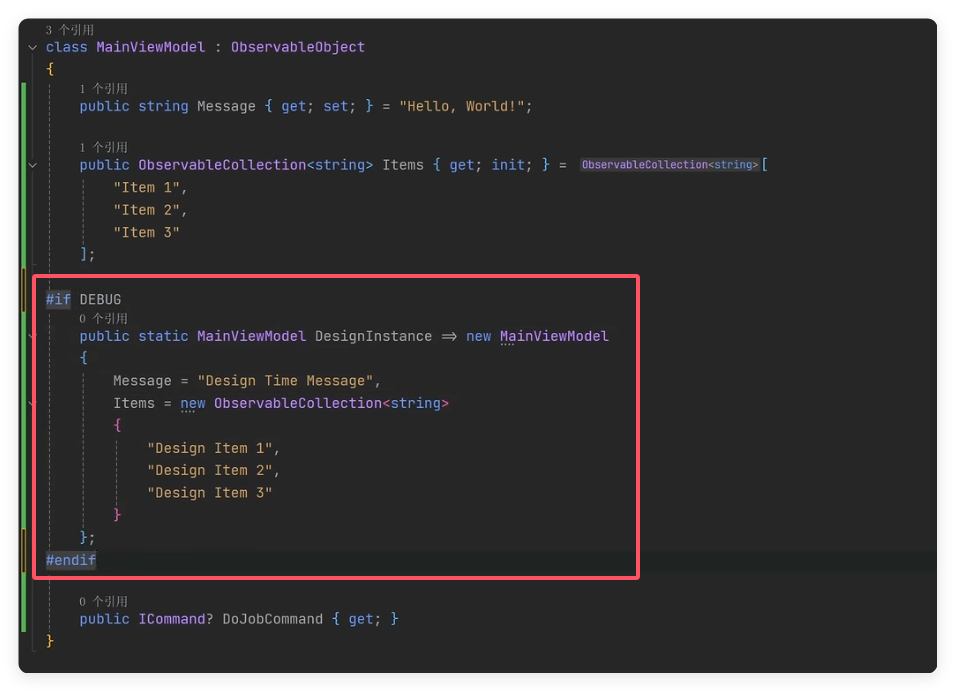 3 个引用
class MainViewModel : ObservableObject
{
1 个引用
public string Message { get; set; } = "Hello, World!";
1 个引用
public ObservableCollection<string> Items { get; init; } = ObservableCollection<string>[
"Item 1",
"Item 2",
"Item 3"
];
#if DEBUG
0 个引用
public static MainViewModel DesignInstance => new MainViewModel
{
Message = "Design Time Message",
Items = new ObservableCollection<string>
{
"Design Item 1",
"Design Item 2",
"Design Item 3"
}
};
#endif
0 个引用
public ICommand? DoJobCommand { get; }
}